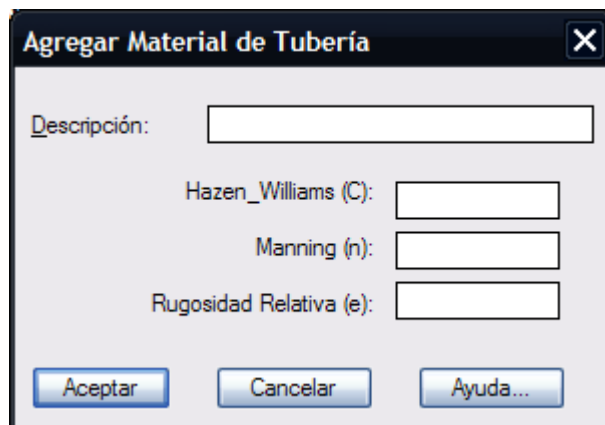 Agregar Material de Tubería
Descripción:
Hazen_Williams (C):
Manning (n):
Rugosidad Relativa (e):
Aceptar Cancelar Ayuda...